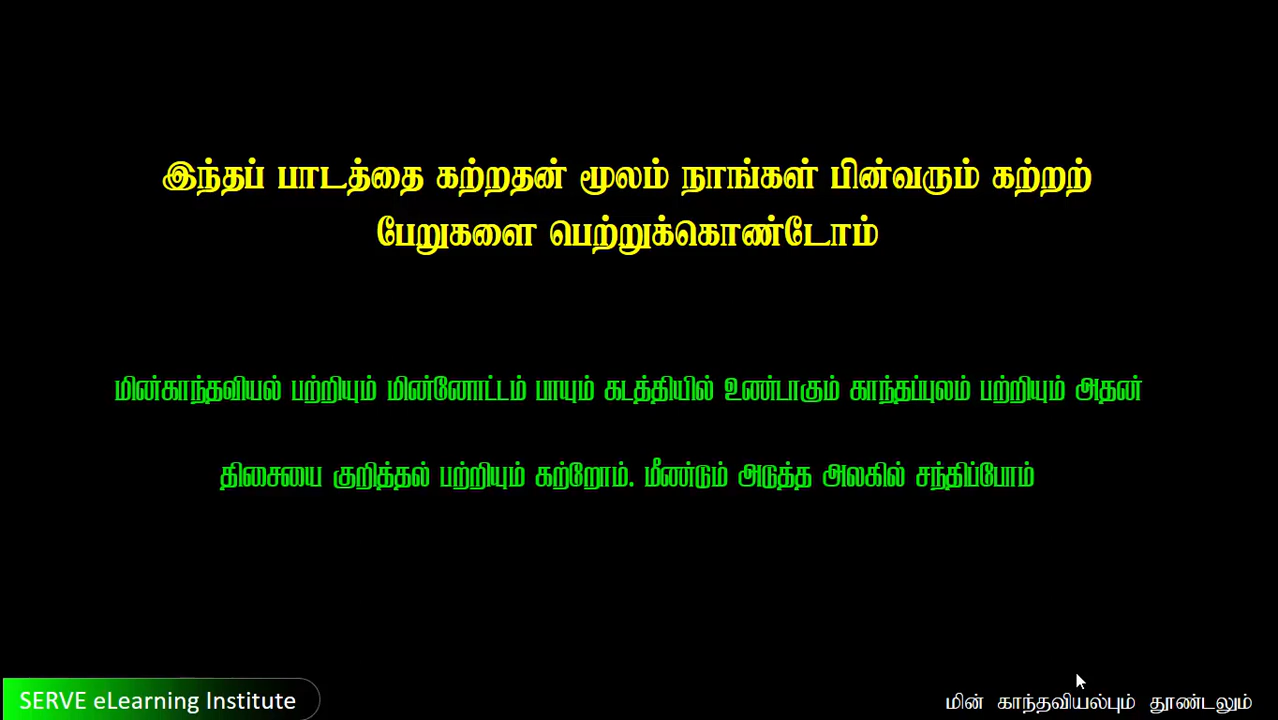 இந்தப் பாடத்தை கற்றதன் மூலம் நாங்கள் பின்வரும் கற்றற்
பேறுகளை பெற்றுக்கொண்டோம்
மின்காந்தவியல் பற்றியும் மின்னோட்டம் பாயும் கடத்தியில் உண்டாகும் காந்தப்புலம் பற்றியும் அதன்
திசையை குறித்தல் பற்றியும் கற்றோம். மீண்டும் அடுத்த அலகில் சந்திப்போம்
SERVE eLearning Institute
மின் காந்தவியல்பும் தூண்டலும்